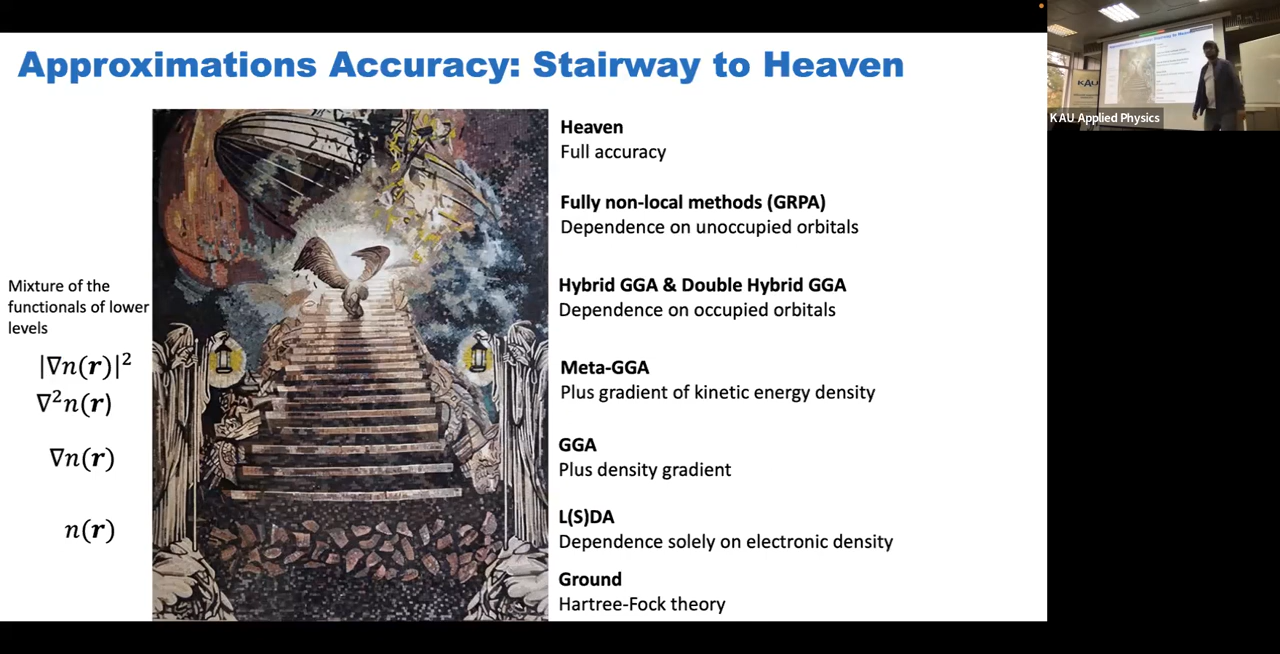 Approximations Accuracy: Stairway to Heaven
Heaven
Full accuracy
Fully non-local methods (GRPA)
Dependence on unoccupied orbitals
Mixture of the
functionals of lower
levels
Hybrid GGA & Double Hybrid GGA
Dependence on occupied orbitals
|∇n(r)|²
∇²n(r)
Meta-GGA
Plus gradient of kinetic energy density
∇n(r)
GGA
Plus density gradient
n(r)
L(S)DA
Dependence solely on electronic density
Ground
Hartree-Fock theory
KAU
KAU Applied Physics